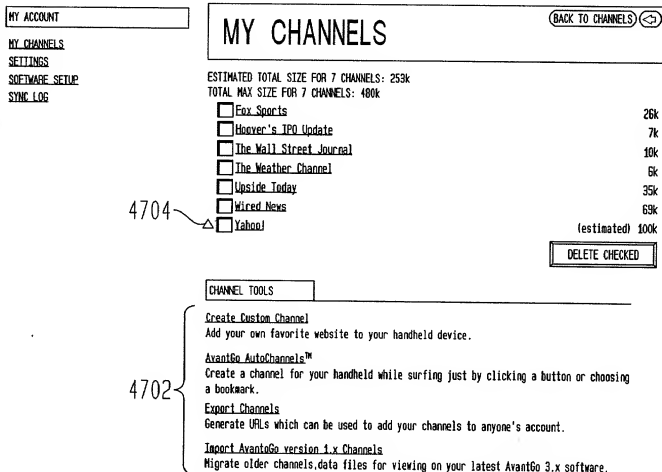 MY ACCOUNT
MY CHANNELS
SETTINGS
SOFTWARE SETUP
SYNC LOG
MY CHANNELS
BACK TO CHANNELS
ESTIMATED TOTAL SIZE FOR 7 CHANNELS: 253k
TOTAL MAX SIZE FOR 7 CHANNELS: 480k
Fox Sports 26k
Hoover's IPO Update 7k
The Wall Street Journal 10k
The Weather Channel 6k
Upside Today 35k
Wired News 69k
4704
Yahoo! (estimated) 100k
DELETE CHECKED
CHANNEL TOOLS
Create Custom Channel
Add your own favorite website to your handheld device.
AvantGo AutoChannels™
Create a channel for your handheld while surfing just by clicking a button or choosing
a bookmark.
4702
Export Channels
Generate URLs which can be used to add your channels to anyone's account.
Import AvantoGo version 1.x Channels
Migrate older channels,data files for viewing on your latest AvantGo 3.x software.